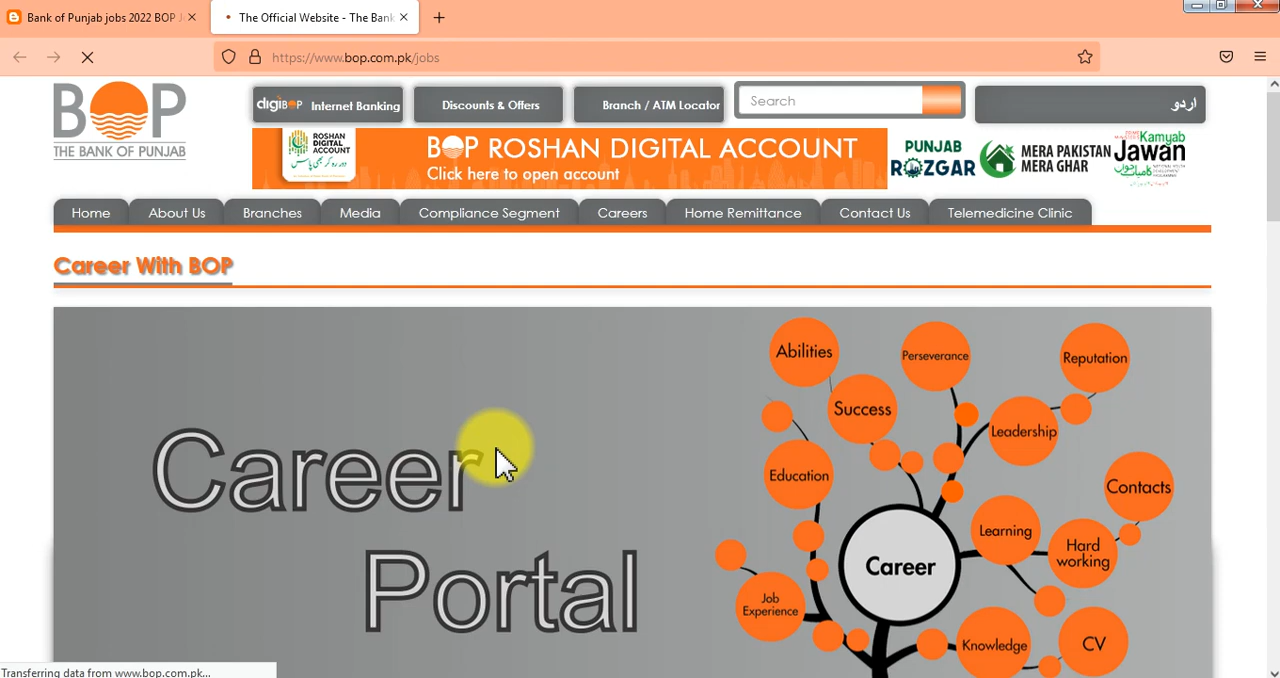 Bank of Punjab jobs 2022 BOP J
The Official Website - The Bank
https://www.bop.com.pk/jobs
BOP
THE BANK OF PUNJAB
digiBOP Internet Banking
Discounts & Offers
Branch / ATM Locator
Search
اردو
ROSHAN
DIGITAL
ACCOUNT
BOP ROSHAN DIGITAL ACCOUNT
Click here to open account
PUNJAB
ROZGAR
MERA PAKISTAN
MERA GHAR
Kamyab
Jawan
Home
About Us
Branches
Media
Compliance Segment
Careers
Home Remittance
Contact Us
Telemedicine Clinic
Career With BOP
Career
Portal
Abilities
Perseverance
Reputation
Success
Leadership
Education
Contacts
Learning
Hard
working
Career
Job
Experience
Knowledge
CV
Transferring data from www.bop.com.pk...